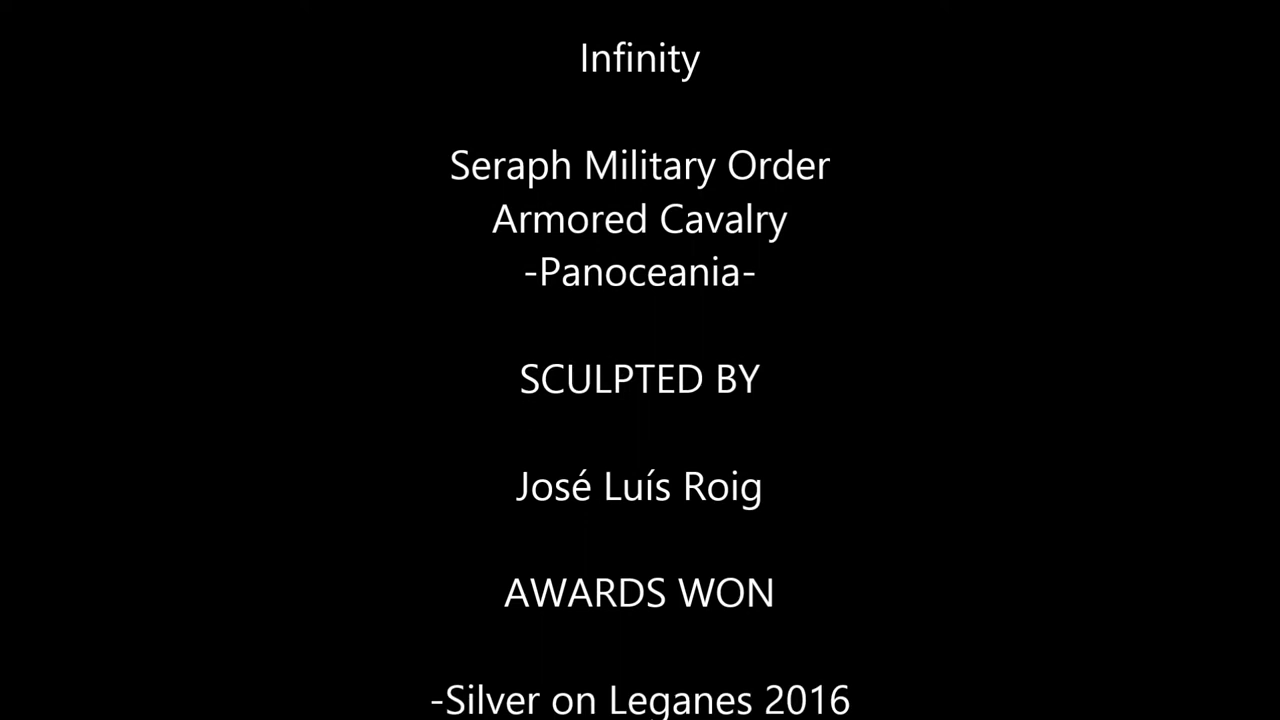 Infinity
Seraph Military Order
Armored Cavalry
-Panoceania-
SCULPTED BY
José Luís Roig
AWARDS WON
-Silver on Leganes 2016